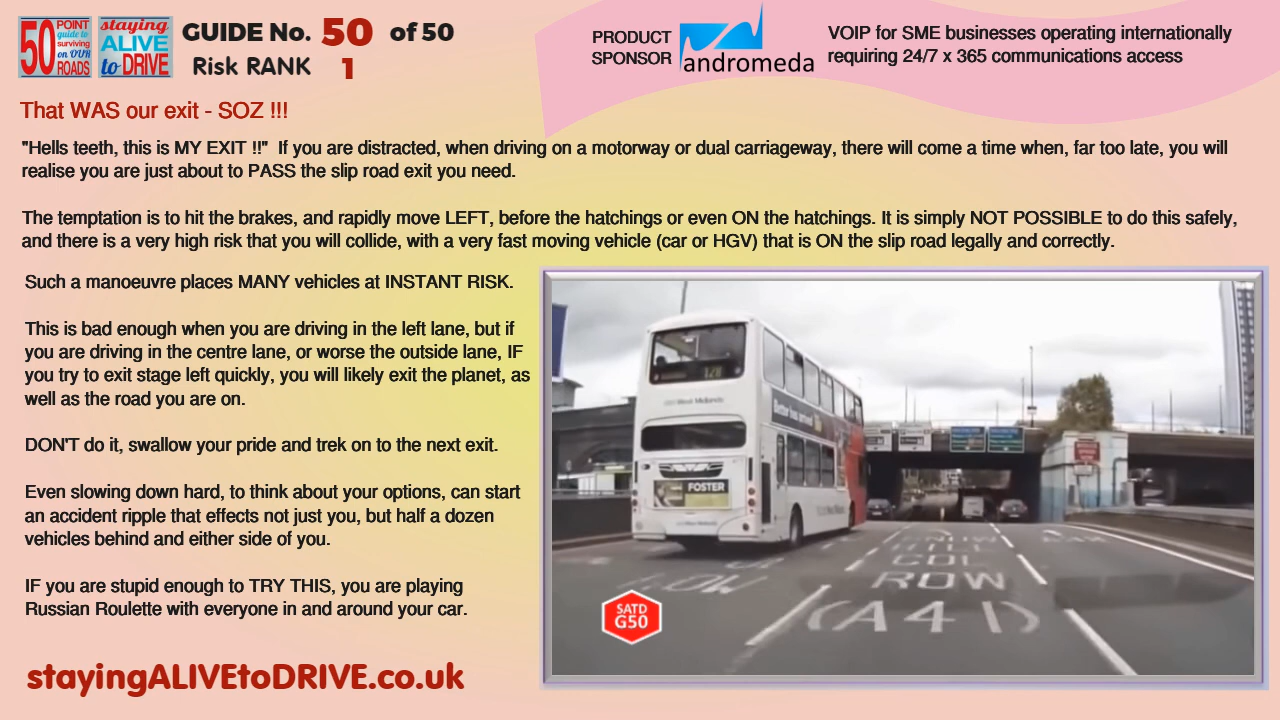 50 POINT
guide to
surviving
on OUR
ROADS
staying
ALIVE
to DRIVE
GUIDE No. 50 of 50
Risk RANK 1
PRODUCT
SPONSOR
andromeda
VOIP for SME businesses operating internationally
requiring 24/7 x 365 communications access
That WAS our exit - SOZ !!!
"Hells teeth, this is MY EXIT !!"  If you are distracted, when driving on a motorway or dual carriageway, there will come a time when, far too late, you will
realise you are just about to PASS the slip road exit you need.
The temptation is to hit the brakes, and rapidly move LEFT, before the hatchings or even ON the hatchings. It is simply NOT POSSIBLE to do this safely,
and there is a very high risk that you will collide, with a very fast moving vehicle (car or HGV) that is ON the slip road legally and correctly.
Such a manoeuvre places MANY vehicles at INSTANT RISK.
This is bad enough when you are driving in the left lane, but if
you are driving in the centre lane, or worse the outside lane, IF
you try to exit stage left quickly, you will likely exit the planet, as
well as the road you are on.
DON'T do it, swallow your pride and trek on to the next exit.
Even slowing down hard, to think about your options, can start
an accident ripple that effects not just you, but half a dozen
vehicles behind and either side of you.
IF you are stupid enough to TRY THIS, you are playing
Russian Roulette with everyone in and around your car.
128
West Midlands
FOSTER
HILL
COL
ROW
(A41)
SATD
G50
stayingALIVEtoDRIVE.co.uk